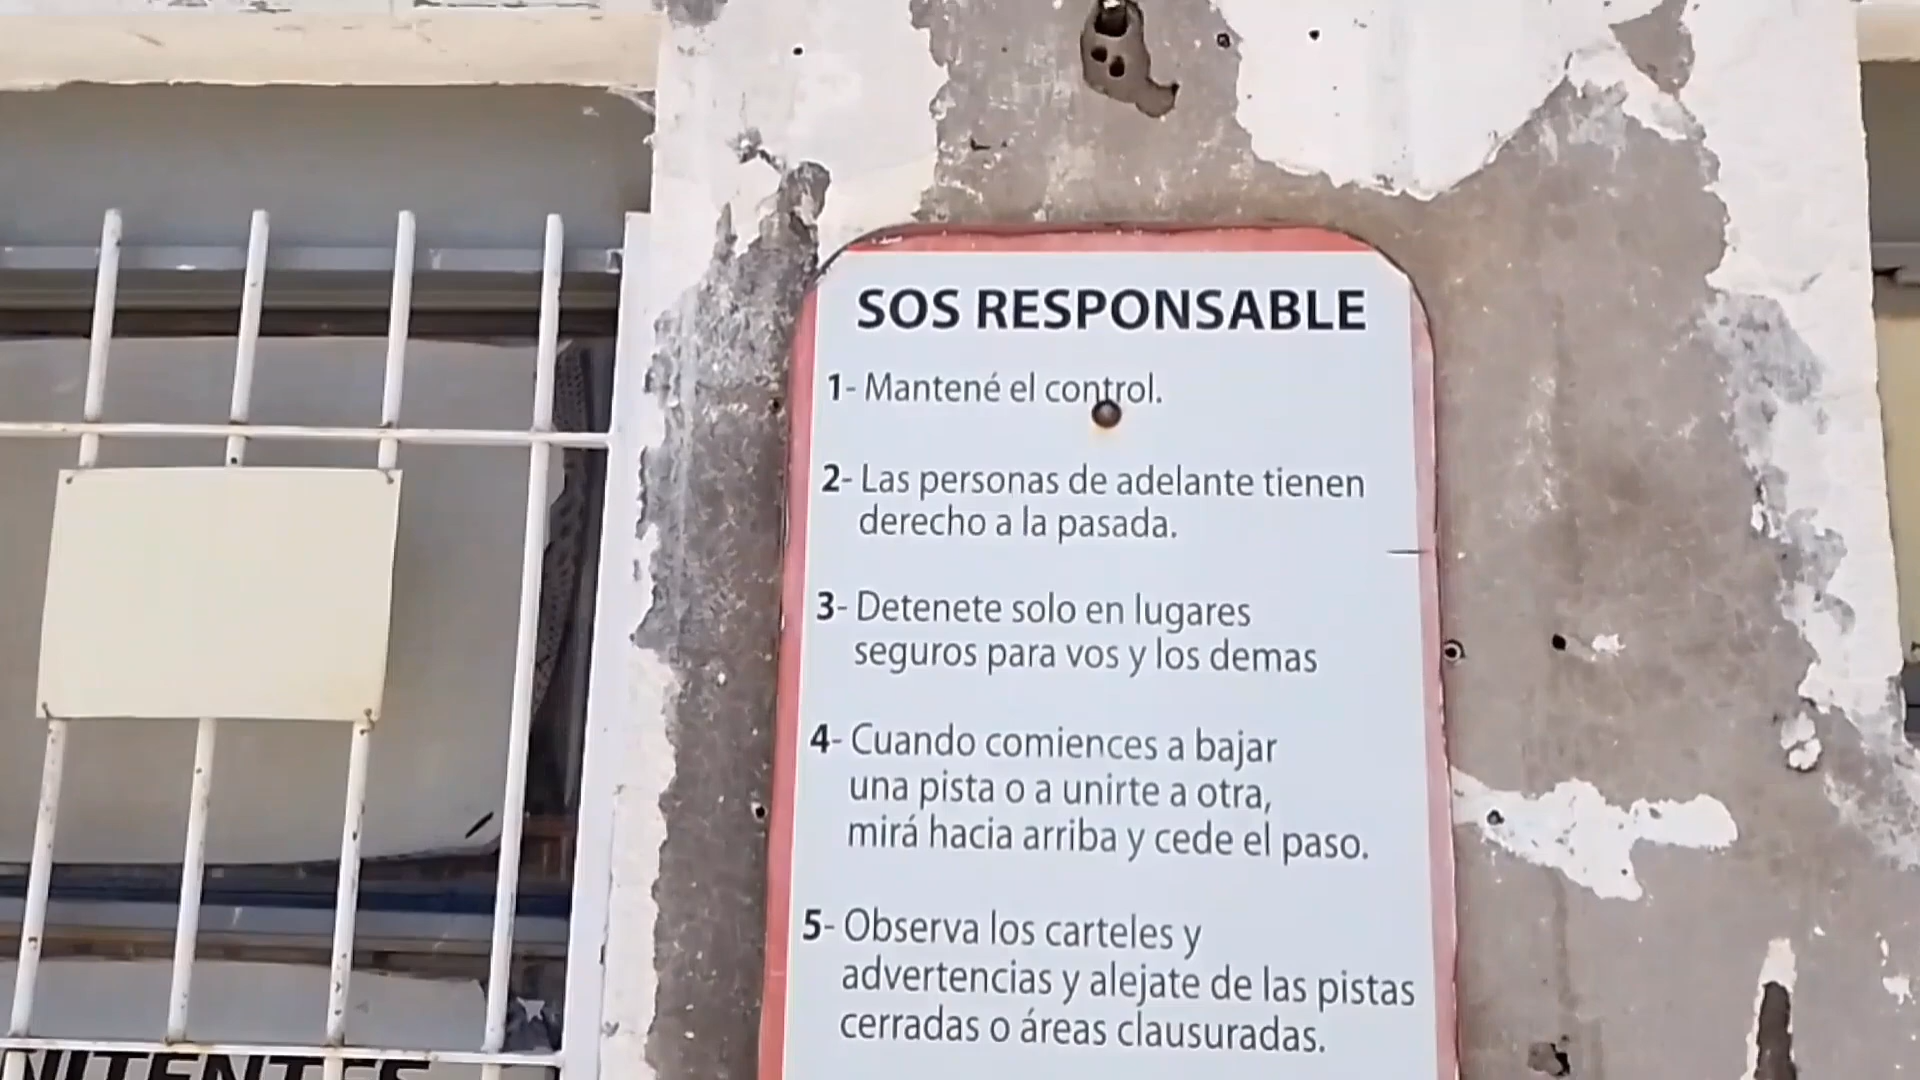 SOS RESPONSABLE
1- Mantené el control.
2- Las personas de adelante tienen
derecho a la pasada.
3- Detenete solo en lugares
seguros para vos y los demas
4- Cuando comiences a bajar
una pista o a unirte a otra,
mirá hacia arriba y cede el paso.
5- Observa los carteles y
advertencias y alejate de las pistas
cerradas o áreas clausuradas.